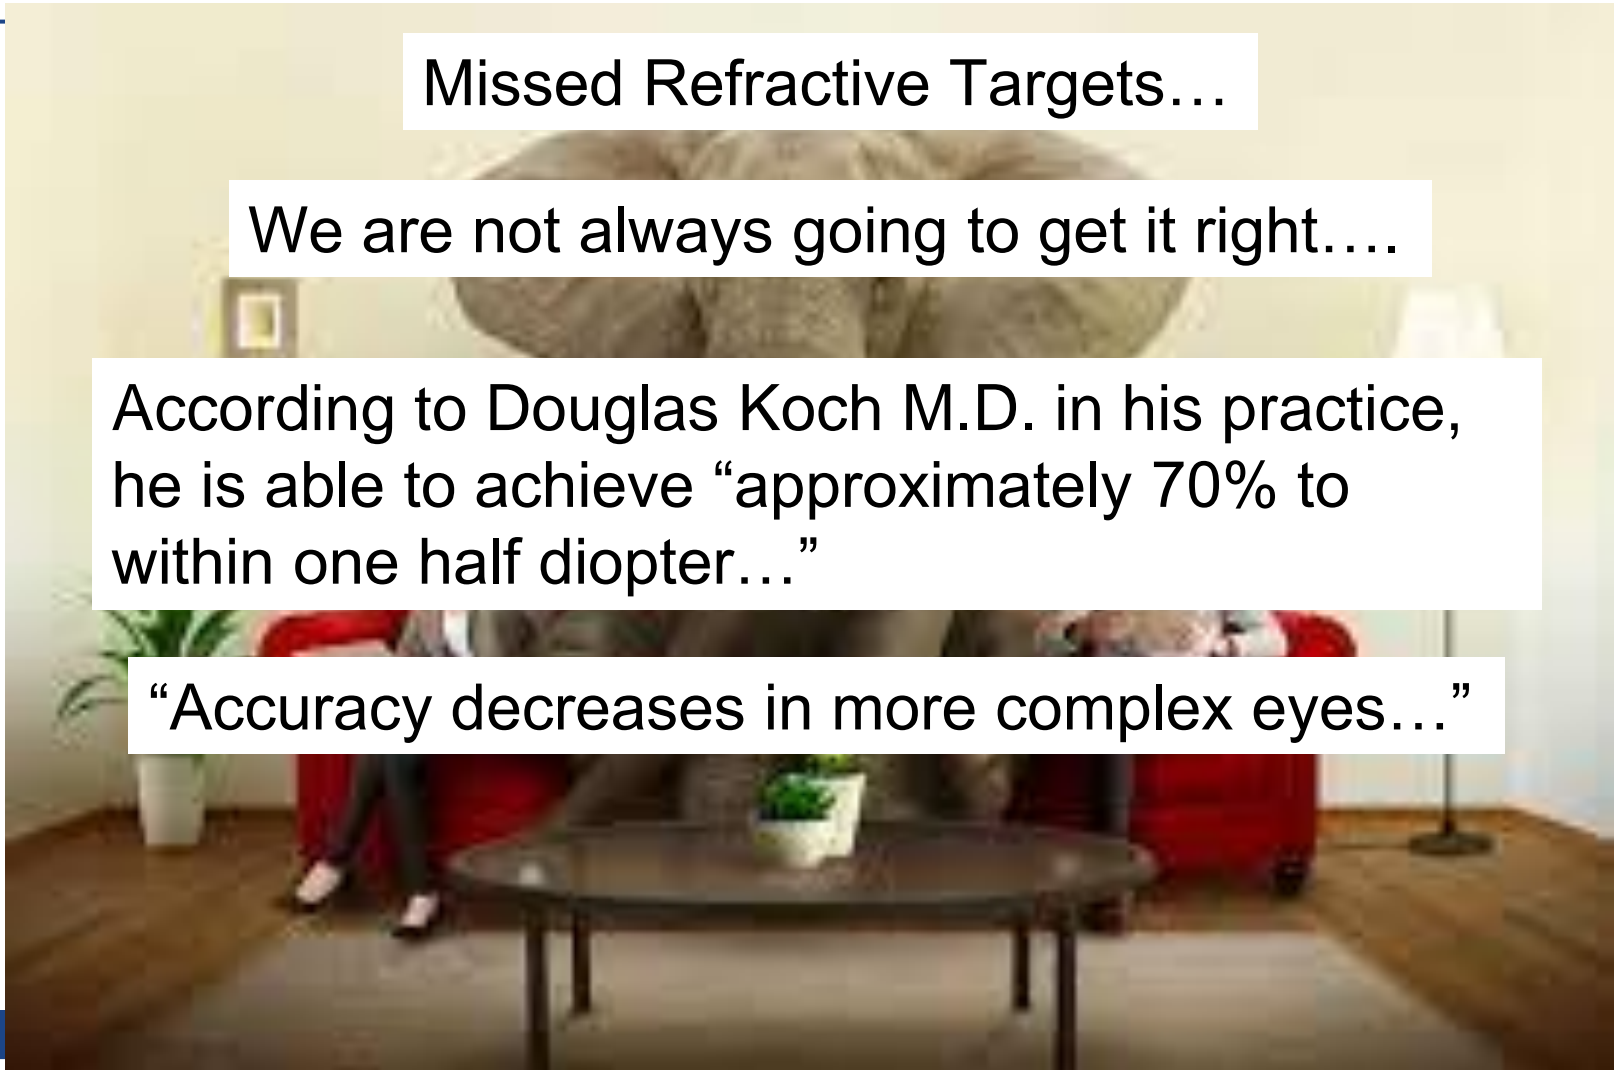 Missed Refractive Targets…
We are not always going to get it right….
According to Douglas Koch M.D. in his practice,
he is able to achieve “approximately 70% to
within one half diopter…”
“Accuracy decreases in more complex eyes…”